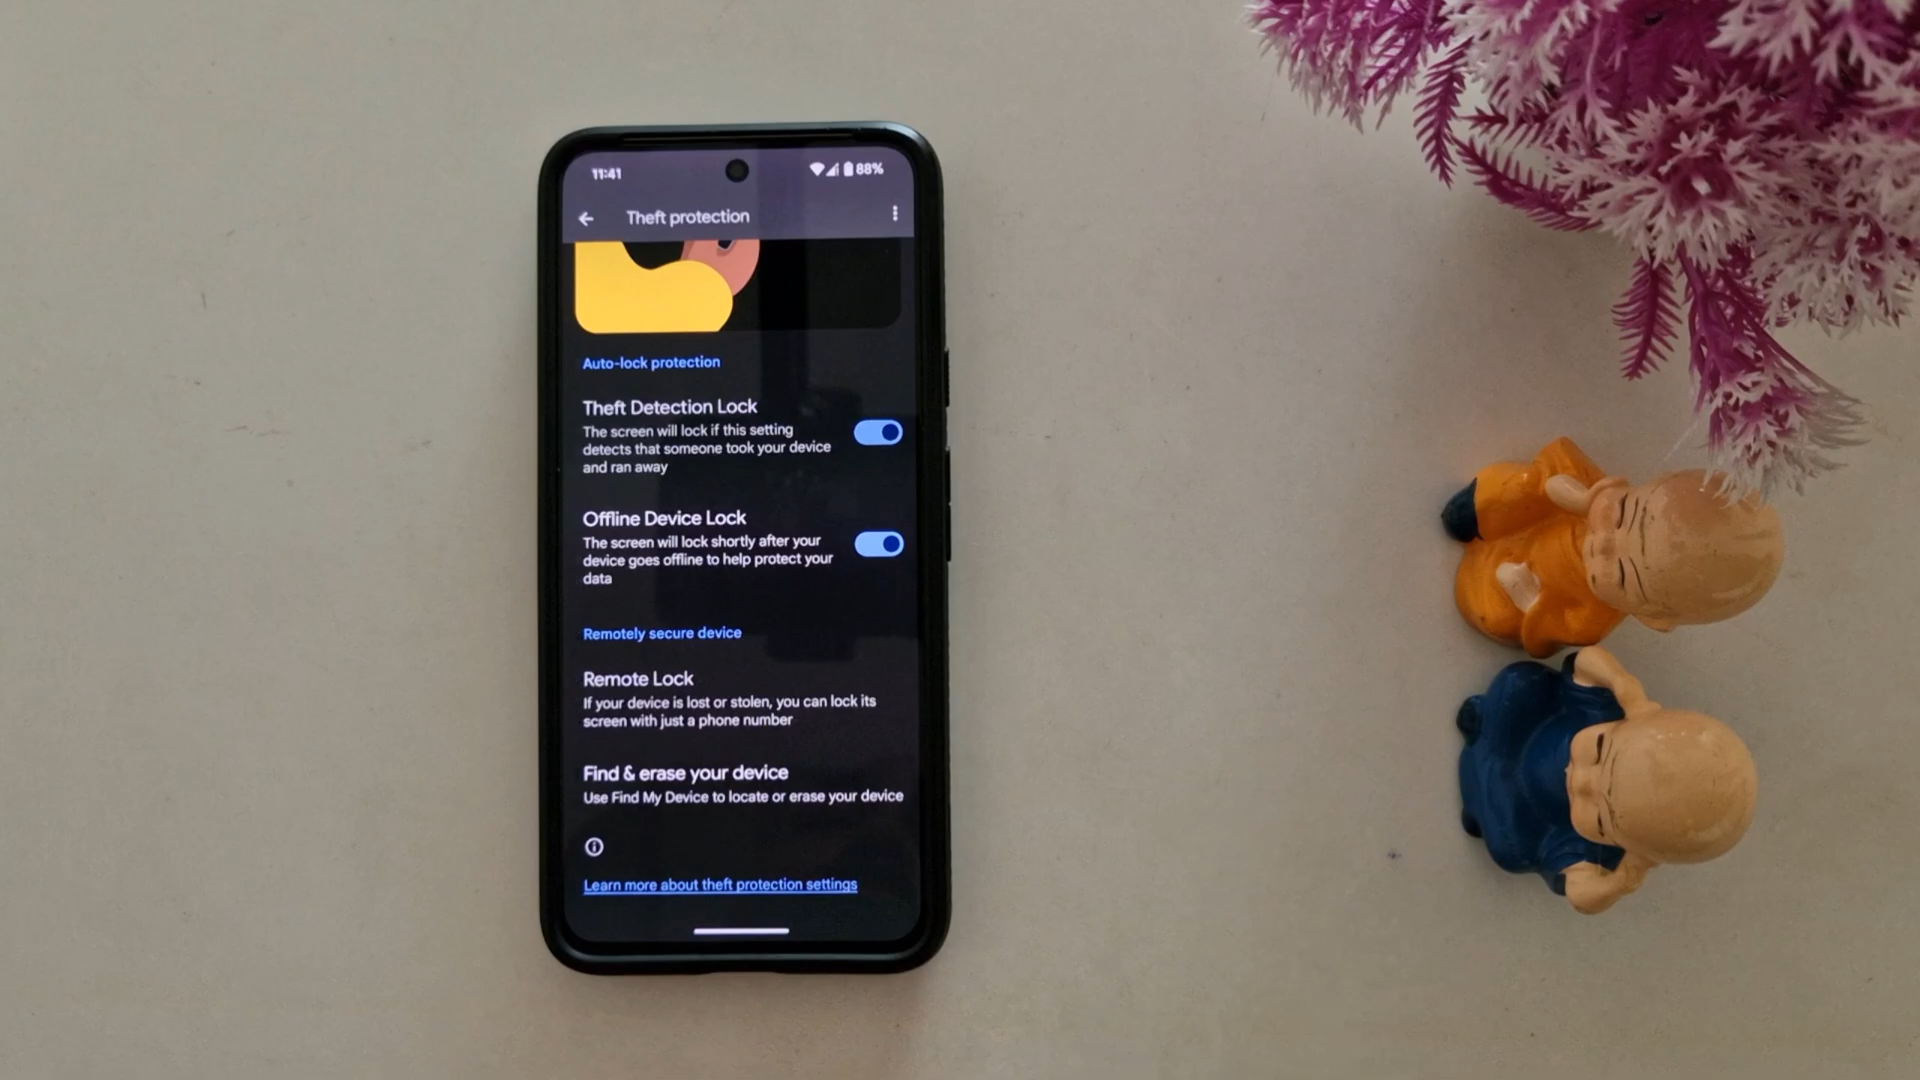 11:41
88%
Theft protection
Auto-lock protection
Theft Detection Lock
The screen will lock if this setting
detects that someone took your device
and ran away
Offline Device Lock
The screen will lock shortly after your
device goes offline to help protect your
data
Remotely secure device
Remote Lock
If your device is lost or stolen, you can lock its
screen with just a phone number
Find & erase your device
Use Find My Device to locate or erase your device
Learn more about theft protection settings